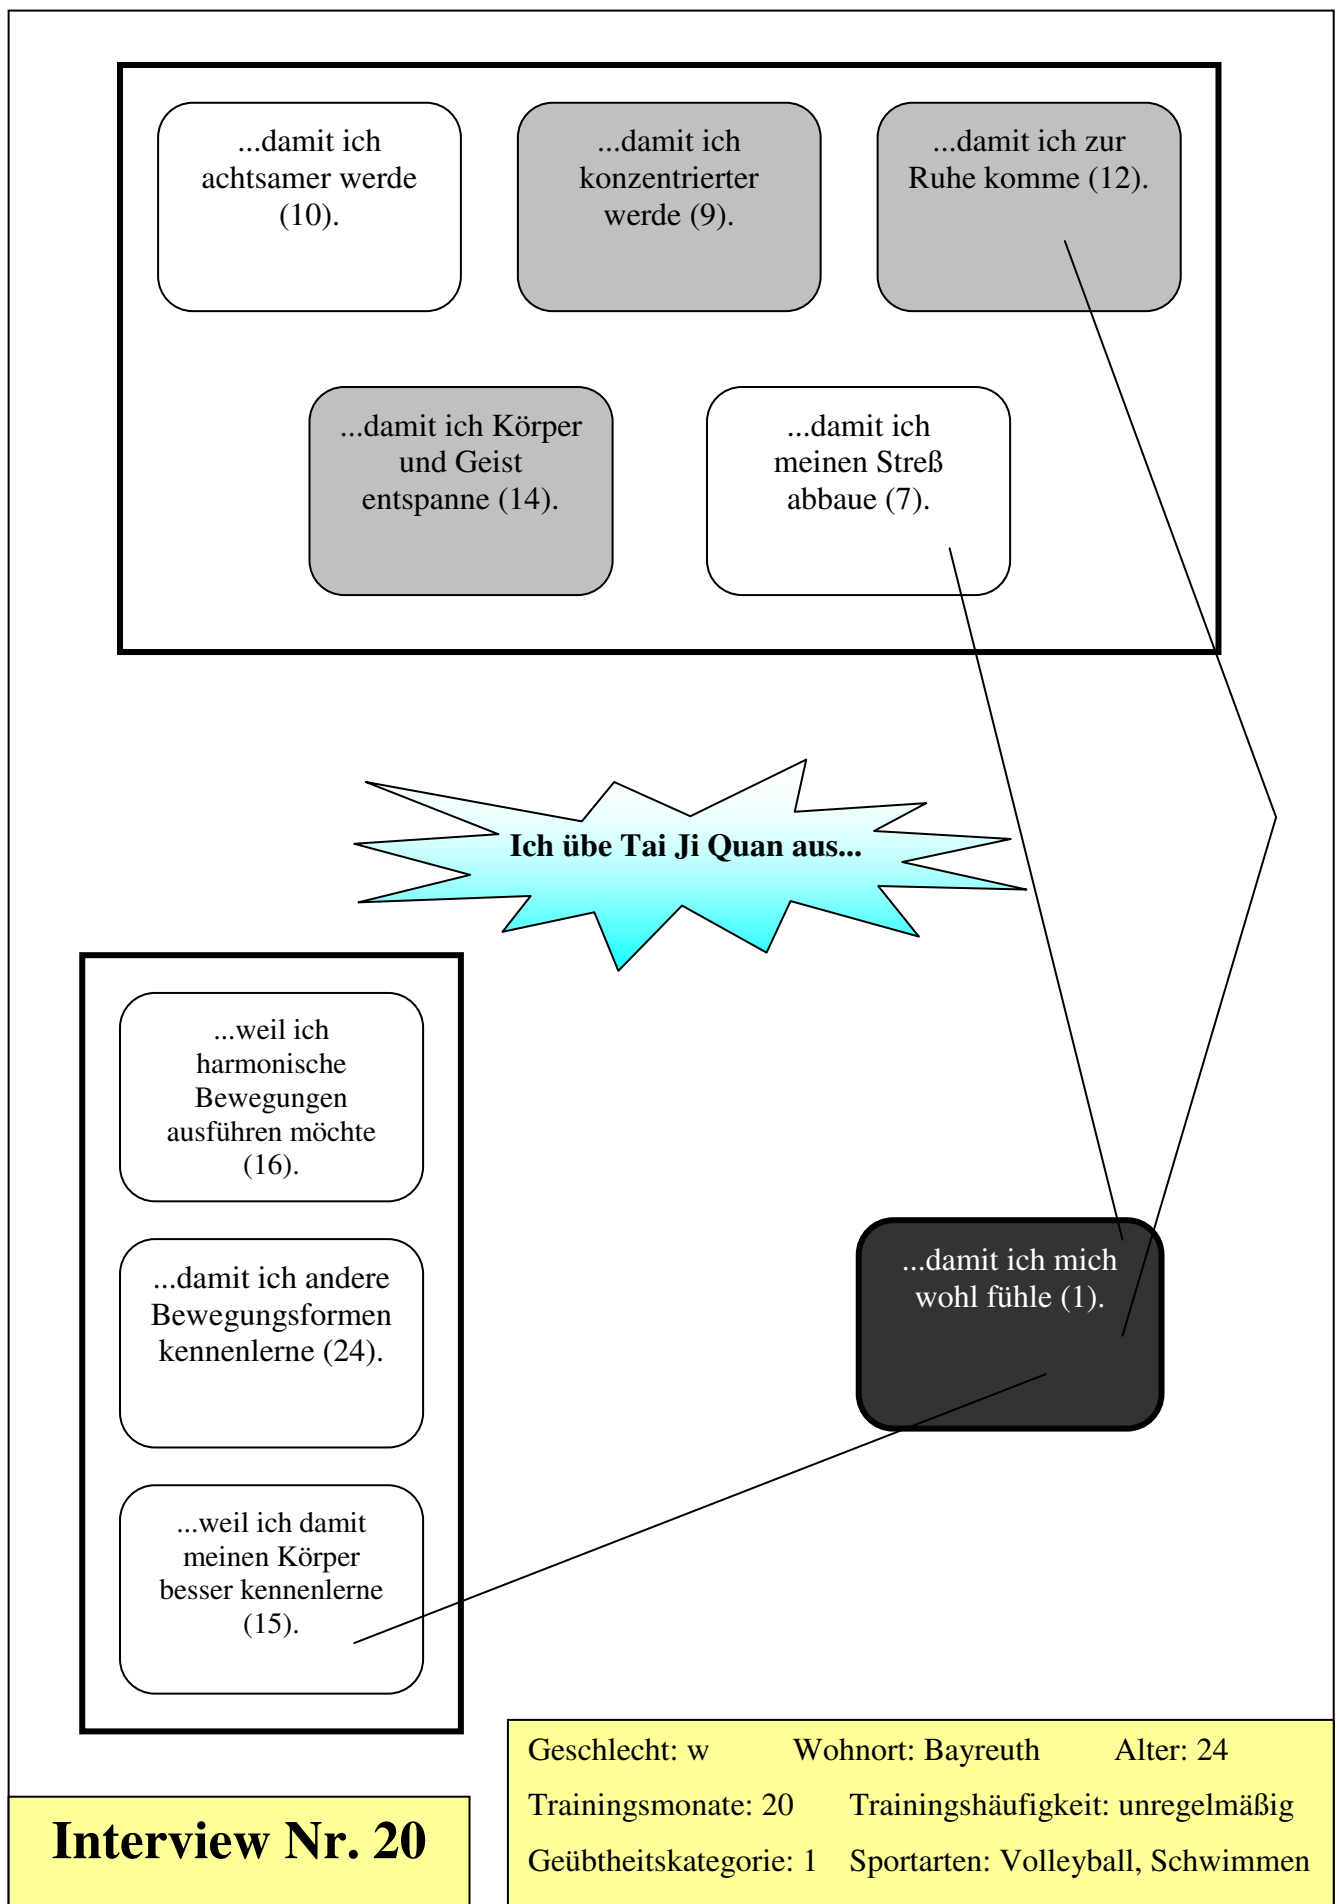 ...damit ich
achtsamer werde
(10).
...damit ich
konzentrierter
werde (9).
...damit ich zur
Ruhe komme (12).
...damit ich Körper
und Geist
entspanne (14).
...damit ich
meinen Streß
abbaue (7).
Ich übe Tai Ji Quan aus...
...weil ich
harmonische
Bewegungen
ausführen möchte
(16).
...damit ich andere
Bewegungsformen
kennenlerne (24).
...weil ich damit
meinen Körper
besser kennenlerne
(15).
...damit ich mich
wohl fühle (1).
Interview Nr. 20
Geschlecht: w Wohnort: Bayreuth Alter: 24
Trainingsmonate: 20 Trainingshäufigkeit: unregelmäßig
Geübtheitskategorie: 1 Sportarten: Volleyball, Schwimmen